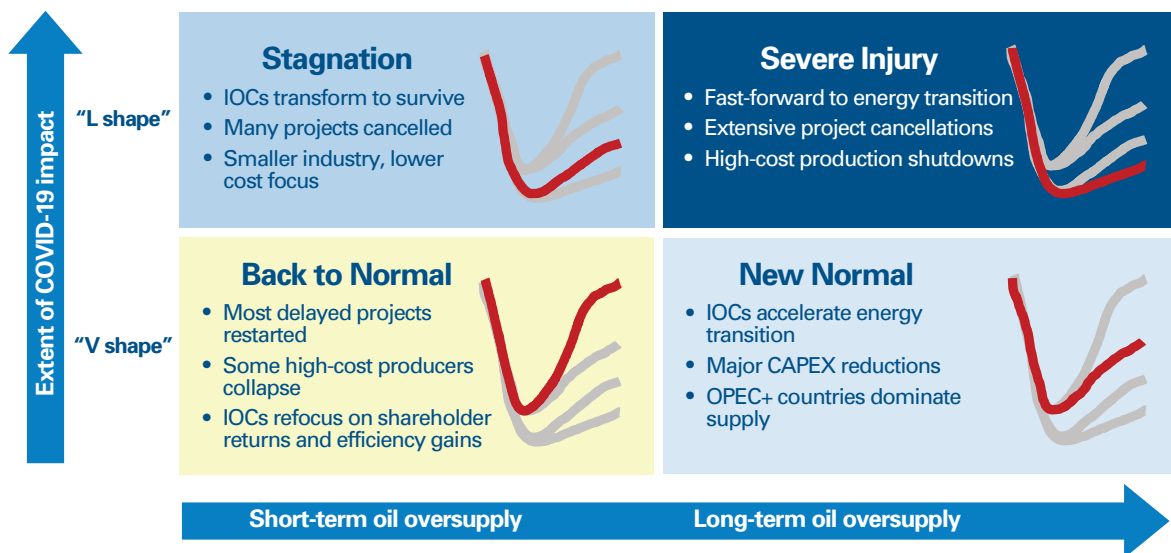 Extent of COVID-19 impact
“L shape”
“V shape”
Stagnation
• IOCs transform to survive
• Many projects cancelled
• Smaller industry, lower
cost focus
Severe Injury
• Fast-forward to energy transition
• Extensive project cancellations
• High-cost production shutdowns
Back to Normal
• Most delayed projects
restarted
• Some high-cost producers
collapse
• IOCs refocus on shareholder
returns and efficiency gains
New Normal
• IOCs accelerate energy
transition
• Major CAPEX reductions
• OPEC+ countries dominate
supply
Short-term oil oversupply
Long-term oil oversupply